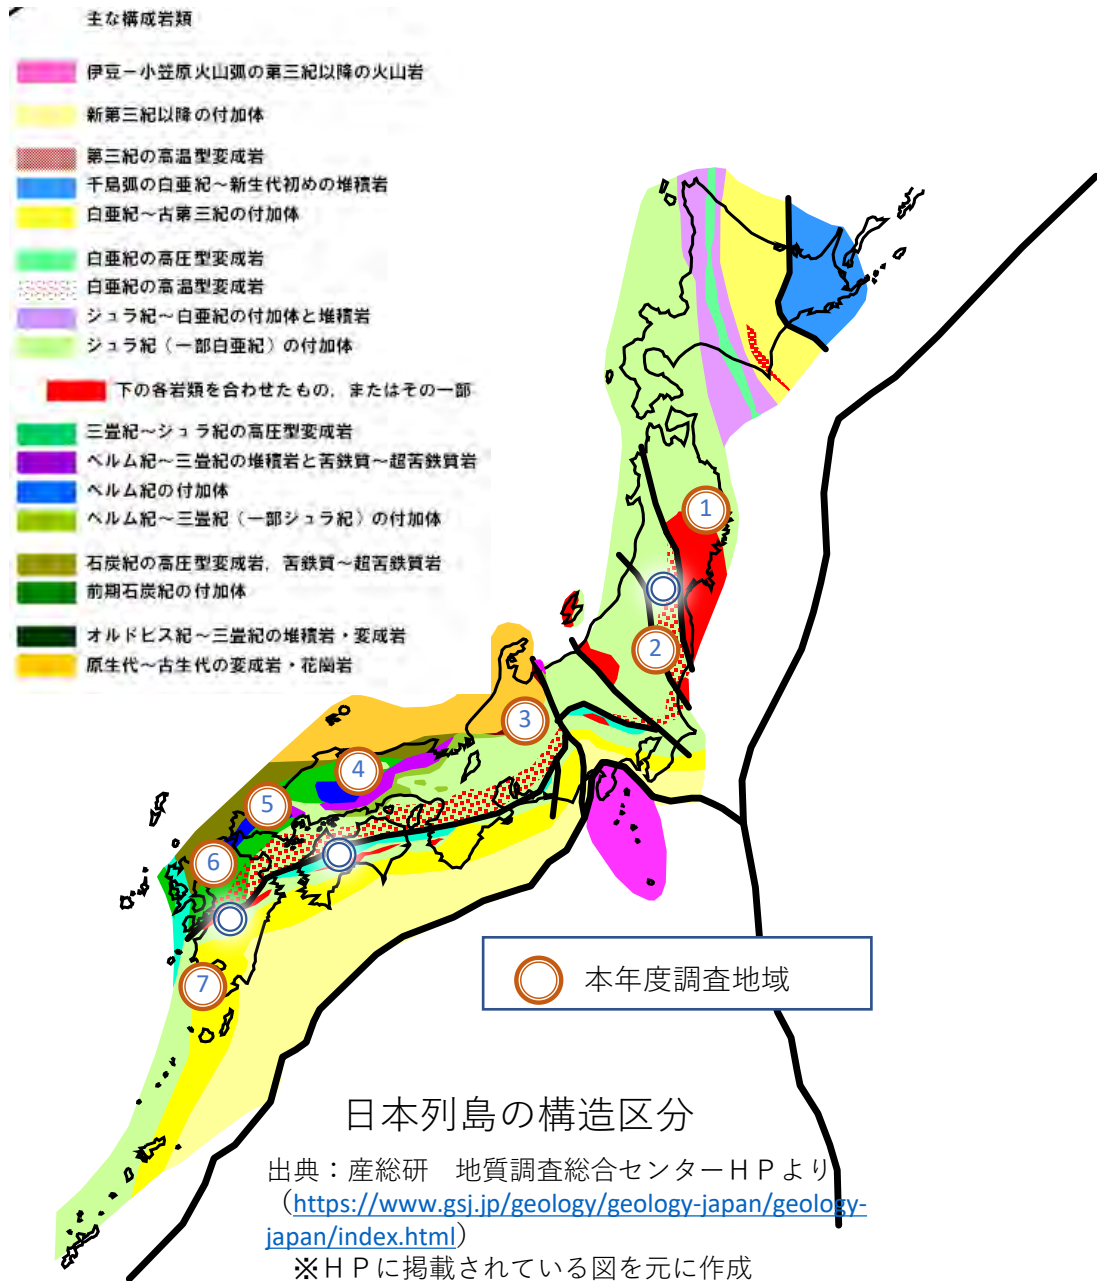 主な構成岩類
伊豆－小笠原火山弧の第三紀以降の火山岩
新第三紀以降の付加体
第三紀の高温型変成岩
千島弧の白亜紀～新生代初めの堆積岩
白亜紀～古第三紀の付加体
白亜紀の高圧型変成岩
白亜紀の高温型変成岩
ジュラ紀～白亜紀の付加体と堆積岩
ジュラ紀（一部白亜紀）の付加体
下の各岩類を合わせたもの，またはその一部
三畳紀～ジュラ紀の高圧型変成岩
ペルム紀～三畳紀の堆積岩と苦鉄質～超苦鉄質岩
ペルム紀の付加体
ペルム紀～三畳紀（一部ジュラ紀）の付加体
石炭紀の高圧型変成岩，苦鉄質～超苦鉄質岩
前期石炭紀の付加体
オルドビス紀～三畳紀の堆積岩・変成岩
原生代～古生代の変成岩・花崗岩
1
2
3
4
5
6
7
本年度調査地域
日本列島の構造区分
出典：産総研　地質調査総合センターＨＰより
（https://www.gsj.jp/geology/geology-japan/geology-
japan/index.html）
※ＨＰに掲載されている図を元に作成